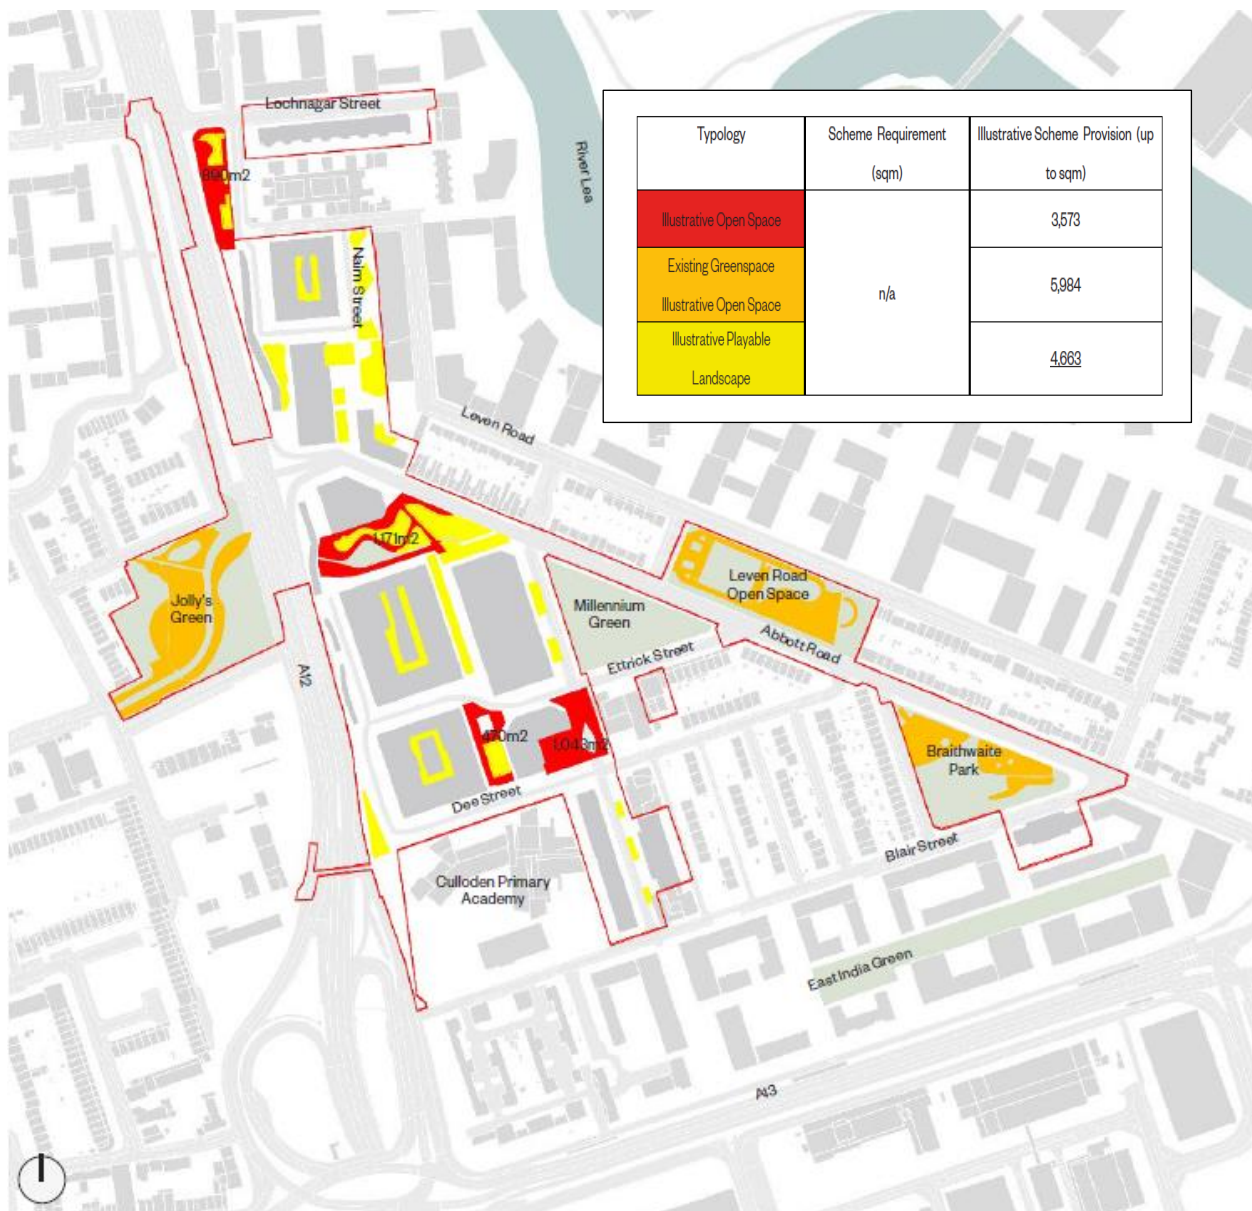 Lochnagar Street
River Lea
Typology
Scheme Requirement
(sqm)
Illustrative Scheme Provision (up
to sqm)
Illustrative Open Space
3,573
Existing Greenspace
Illustrative Open Space
n/a
5,984
Illustrative Playable
Landscape
4,663
890m2
Nairn Street
Leven Road
1,171m2
Jolly's
Green
A12
Millennium
Green
Leven Road
Open Space
Abbott Road
Ettrick Street
470m2
1,043m2
Braithwaite
Park
Dee Street
Blair Street
Culloden Primary
Academy
East India Green
A13